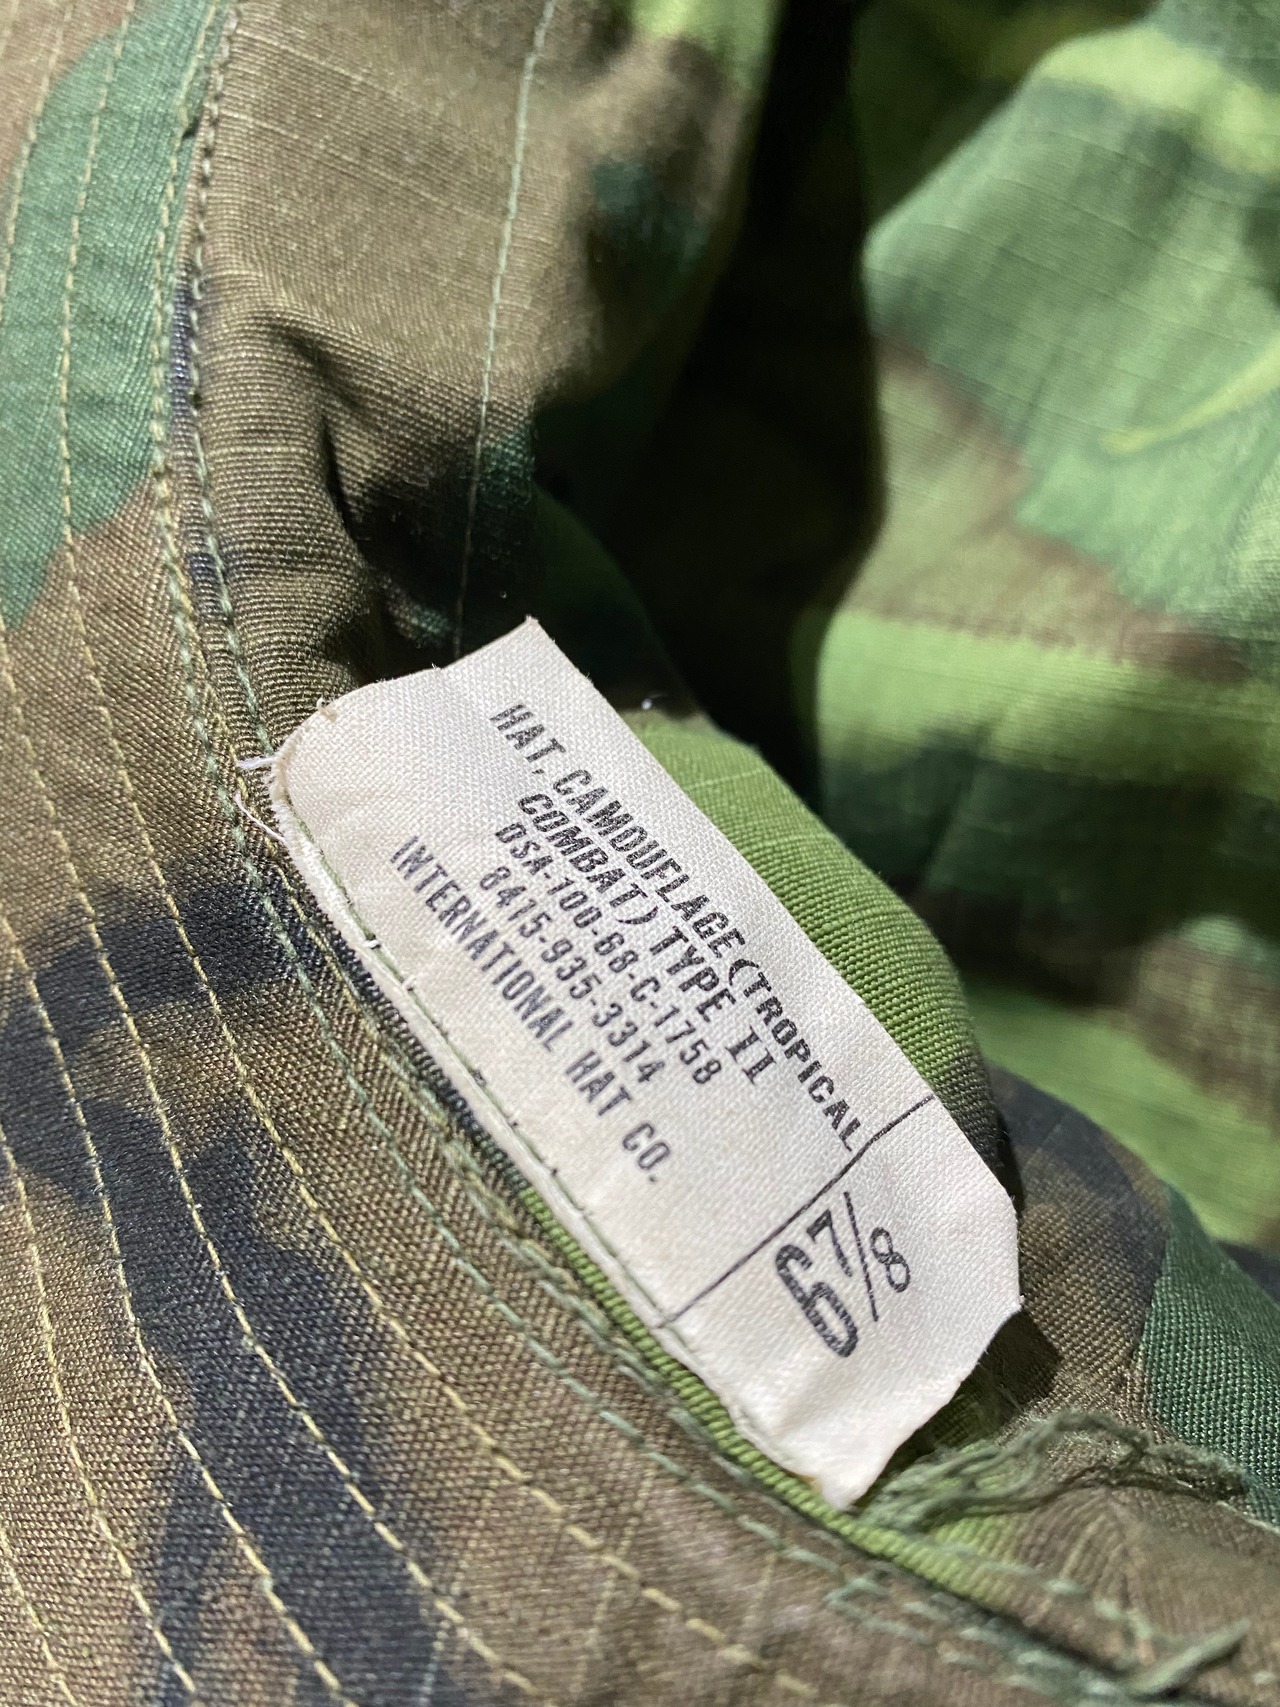 HAT, CAMOUFLAGE (TROPICAL
COMBAT) TYPE II
DSA-100-68-C-1758
8415-935-3314
INTERNATIONAL HAT CO.
6 7/8